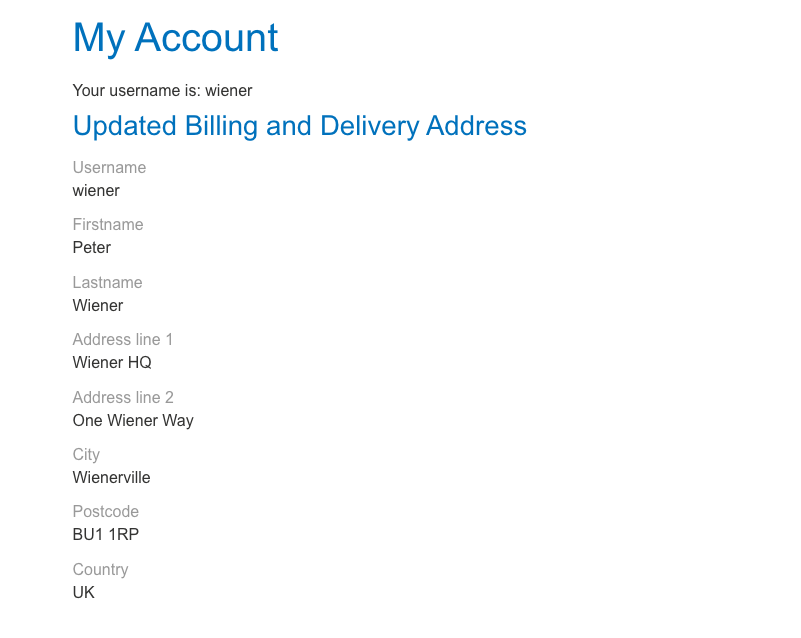 My Account
Your username is: wiener
Updated Billing and Delivery Address
Username
wiener
Firstname
Peter
Lastname
Wiener
Address line 1
Wiener HQ
Address line 2
One Wiener Way
City
Wienerville
Postcode
BU1 1RP
Country
UK